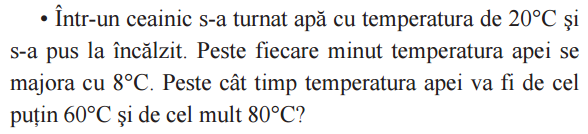 • Într-un ceainic s-a turnat apă cu temperatura de 20°C şi
s-a pus la încălzit. Peste fiecare minut temperatura apei se
majora cu 8°C. Peste cât timp temperatura apei va fi de cel
puţin 60°C şi de cel mult 80°C?